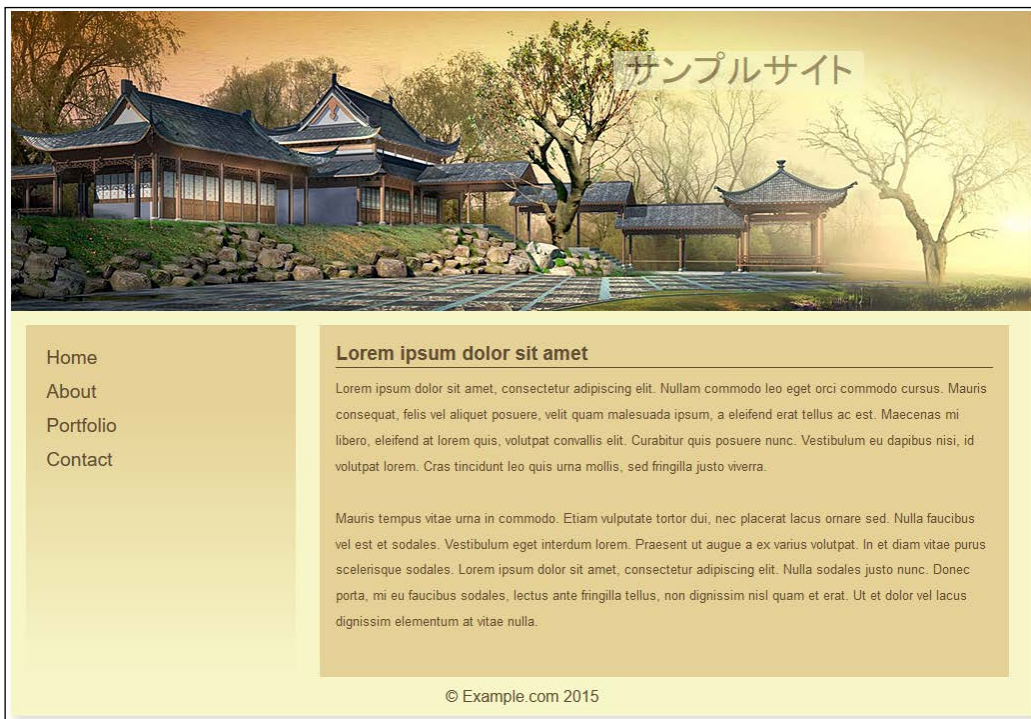 サンプルサイト
Home
About
Portfolio
Contact
Lorem ipsum dolor sit amet
Lorem ipsum dolor sit amet, consectetur adipiscing elit. Nullam commodo leo eget orci commodo cursus. Mauris
consequat, felis vel aliquet posuere, velit quam malesuada ipsum, a eleifend erat tellus ac est. Maecenas mi
libero, eleifend at lorem quis, volutpat convallis elit. Curabitur quis posuere nunc. Vestibulum eu dapibus nisi, id
volutpat lorem. Cras tincidunt leo quis urna mollis, sed fringilla justo viverra.
Mauris tempus vitae urna in commodo. Etiam vulputate tortor dui, nec placerat lacus ornare sed. Nulla faucibus
vel est et sodales. Vestibulum eget interdum lorem. Praesent ut augue a ex varius volutpat. In et diam vitae purus
scelerisque sodales. Lorem ipsum dolor sit amet, consectetur adipiscing elit. Nulla sodales justo nunc. Donec
porta, mi eu faucibus sodales, lectus ante fringilla tellus, non dignissim nisl quam et erat. Ut et dolor vel lacus
dignissim elementum at vitae nulla.
© Example.com 2015